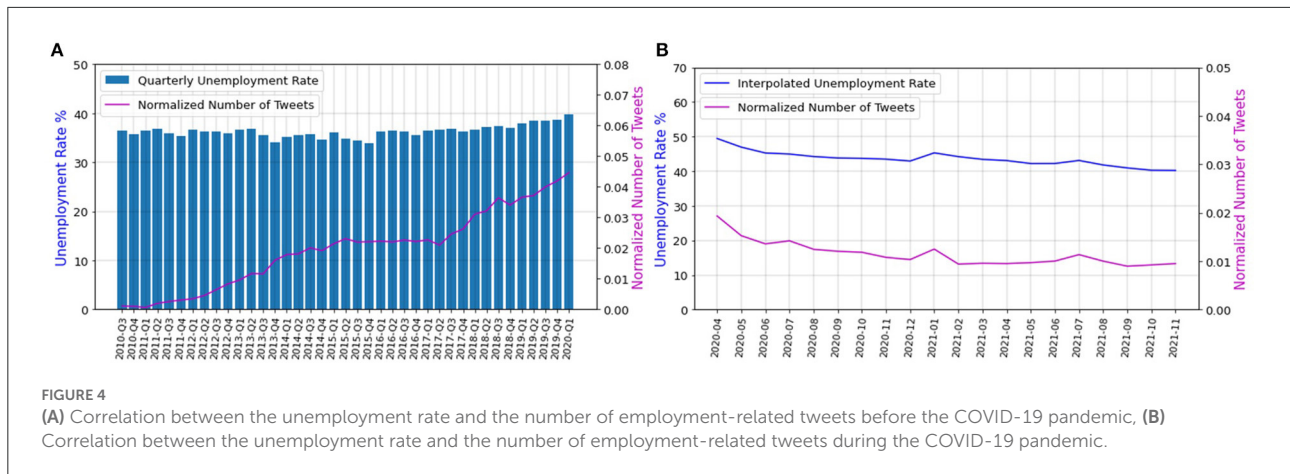 A
50
40
30
20
10
0
Unemployment Rate %
Quarterly Unemployment Rate
Normalized Number of Tweets
0.08
0.07
0.06
0.05
0.04
0.03
0.02
0.01
0.00
Normalized Number of Tweets
2010-Q3
2010-Q4
2011-Q1
2011-Q2
2011-Q3
2011-Q4
2012-Q1
2012-Q2
2012-Q3
2012-Q4
2013-Q1
2013-Q2
2013-Q3
2013-Q4
2014-Q1
2014-Q2
2014-Q3
2014-Q4
2015-Q1
2015-Q2
2015-Q3
2015-Q4
2016-Q1
2016-Q2
2016-Q3
2016-Q4
2017-Q1
2017-Q2
2017-Q3
2017-Q4
2018-Q1
2018-Q2
2018-Q3
2018-Q4
2019-Q1
2019-Q2
2019-Q3
2019-Q4
2020-Q1
B
70
60
50
40
30
20
10
0
Unemployment Rate %
Interpolated Unemployment Rate
Normalized Number of Tweets
0.05
0.04
0.03
0.02
0.01
0.00
Normalized Number of Tweets
2020-04
2020-05
2020-06
2020-07
2020-08
2020-09
2020-10
2020-11
2020-12
2021-01
2021-02
2021-03
2021-04
2021-05
2021-06
2021-07
2021-08
2021-09
2021-10
2021-11
FIGURE 4
(A) Correlation between the unemployment rate and the number of employment-related tweets before the COVID-19 pandemic, (B)
Correlation between the unemployment rate and the number of employment-related tweets during the COVID-19 pandemic.